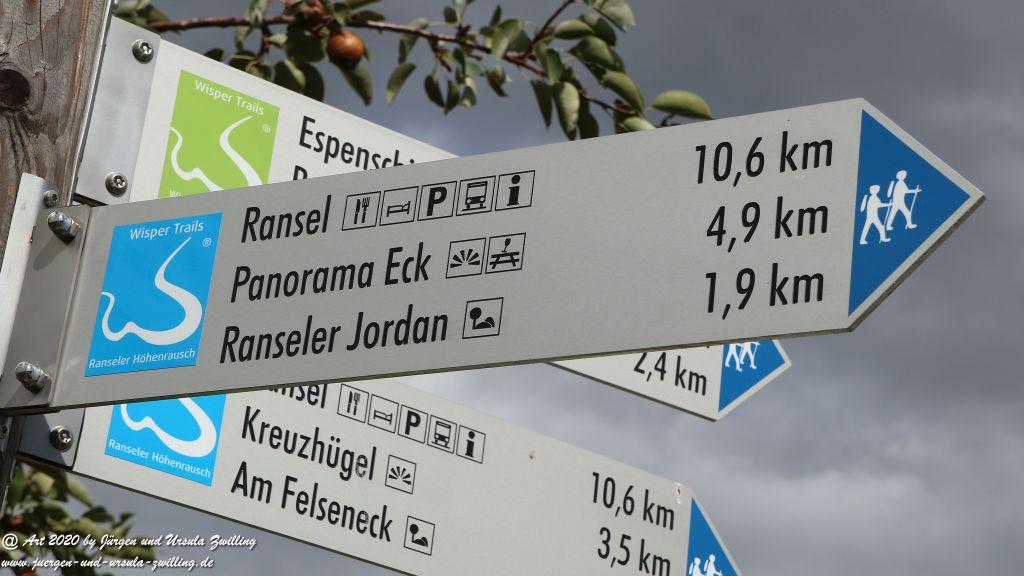 Wisper Trails
®
Espenschi
Wisper Trails
®
Ranseler Höhenrausch
Ransel P i 10,6 km
Panorama Eck 4,9 km
Ranseler Jordan 1,9 km
2,4 km
Ranseler Höhenrausch
Ransel P i 10,6 km
Kreuzhügel 3,5 km
Am Felseneck
@ Art 2020 by Jürgen und Ursula Zwilling
www.juergen-und-ursula-zwilling.de